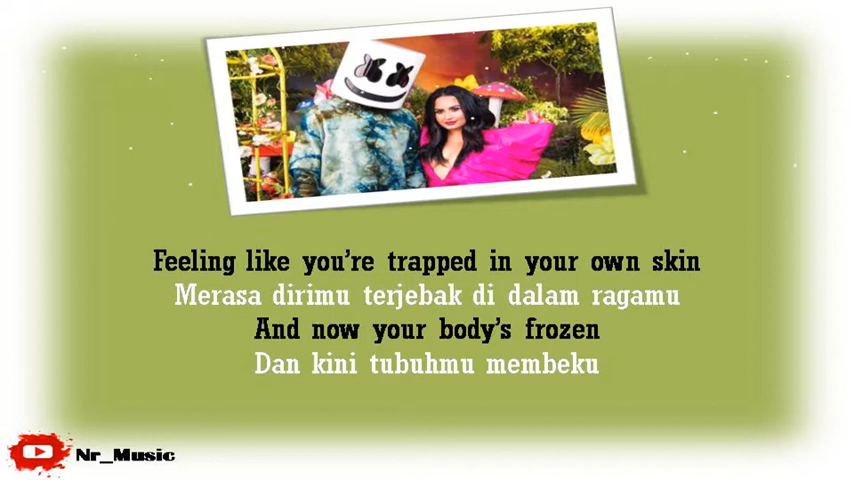 Feeling like you're trapped in your own skin
Merasa dirimu terjebak di dalam ragamu
And now your body's frozen
Dan kini tubuhmu membeku
Nr_Music